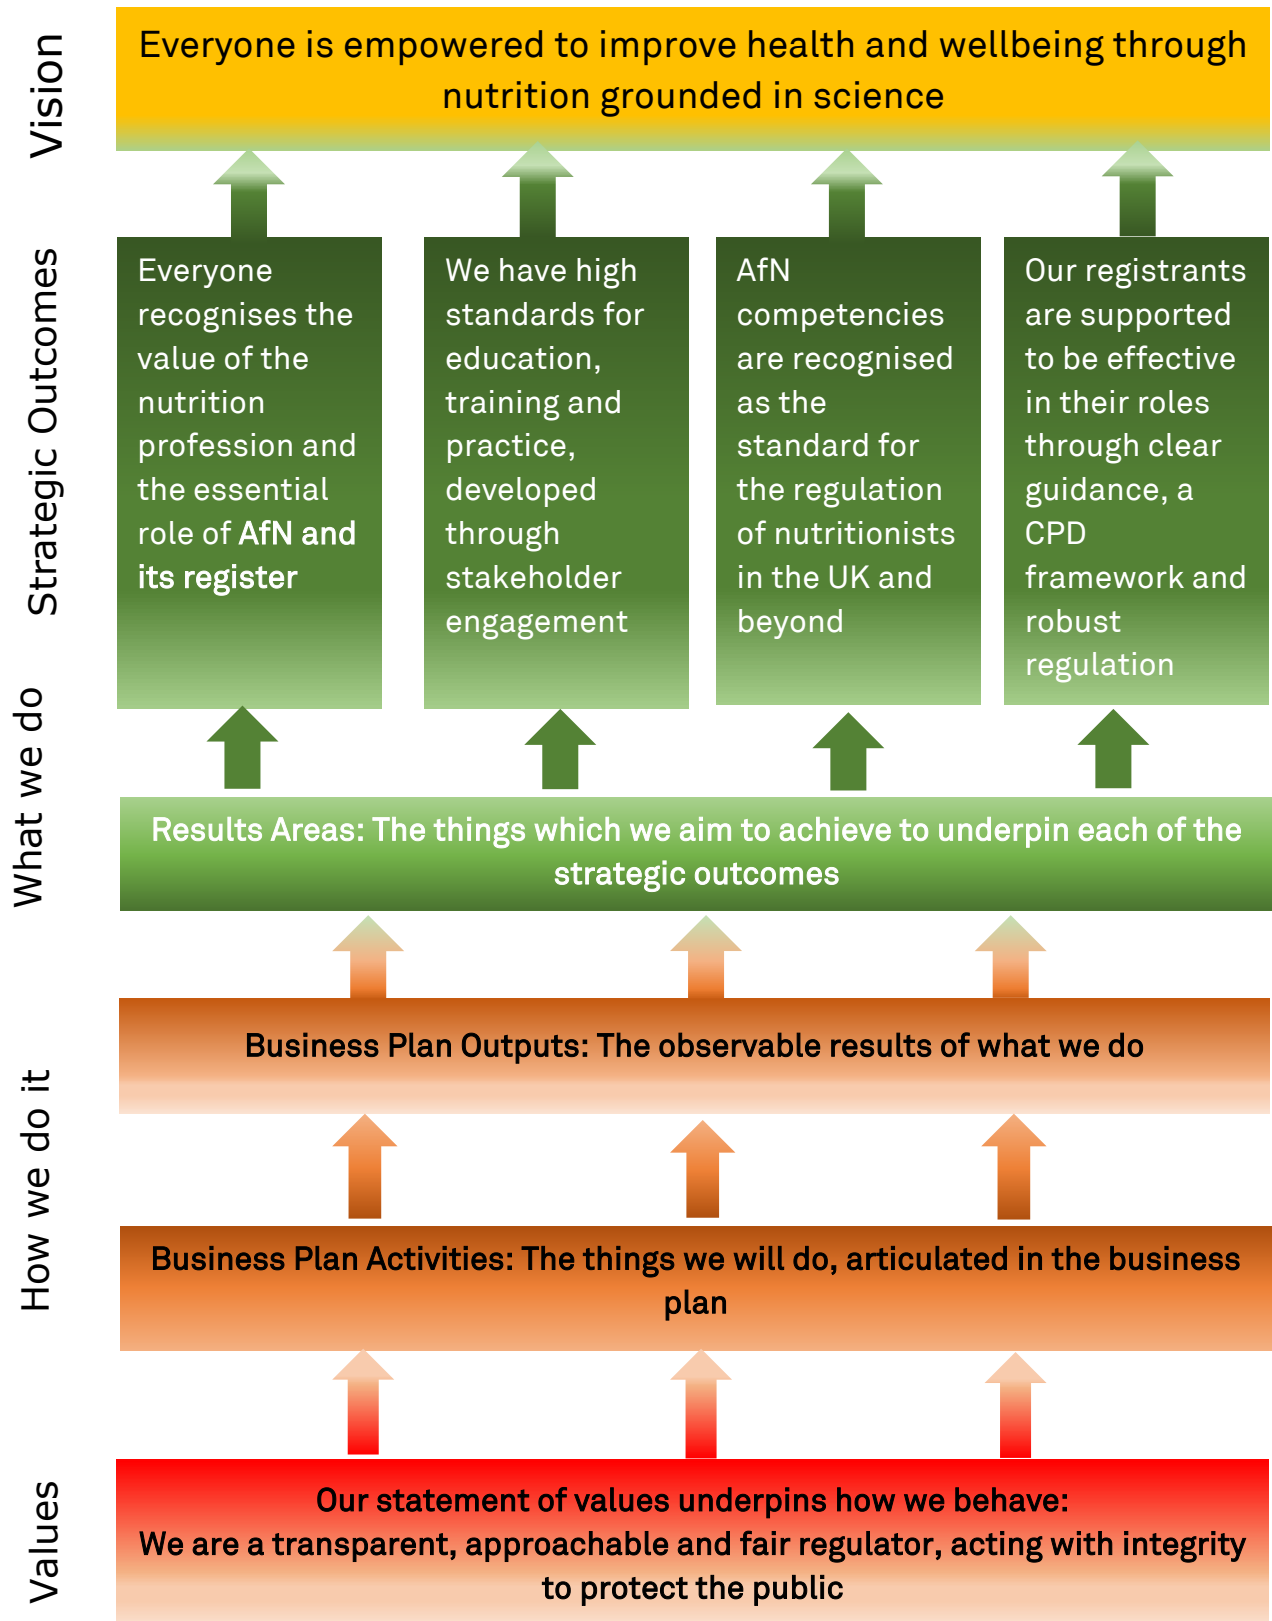 Vision
Everyone is empowered to improve health and wellbeing through
nutrition grounded in science
Strategic Outcomes
Everyone
recognises the
value of the
nutrition
profession and
the essential
role of AfN and
its register
We have high
standards for
education,
training and
practice,
developed
through
stakeholder
engagement
AfN
competencies
are recognised
as the
standard for
the regulation
of nutritionists
in the UK and
beyond
Our registrants
are supported
to be effective
in their roles
through clear
guidance, a
CPD
framework and
robust
regulation
What we do
Results Areas: The things which we aim to achieve to underpin each of the
strategic outcomes
How we do it
Business Plan Outputs: The observable results of what we do
Business Plan Activities: The things we will do, articulated in the business
plan
Values
Our statement of values underpins how we behave:
We are a transparent, approachable and fair regulator, acting with integrity
to protect the public